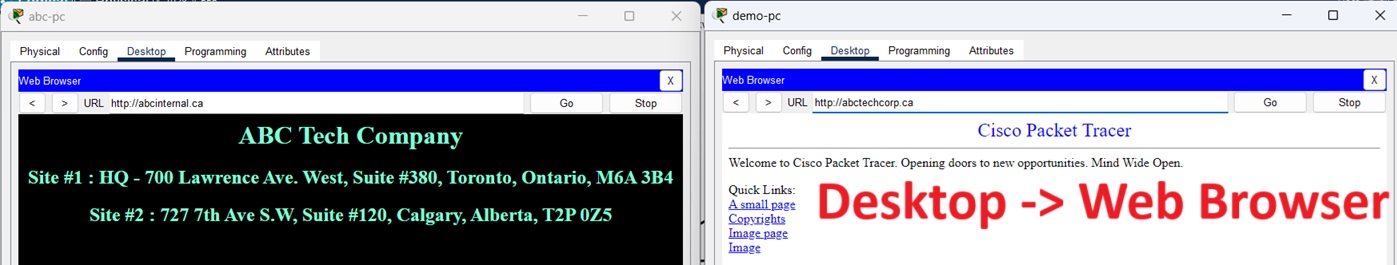 abc-pc
Physical Config Desktop Programming Attributes
Web Browser X
< > URL http://abcinternal.ca Go Stop
ABC Tech Company
Site #1 : HQ - 700 Lawrence Ave. West, Suite #380, Toronto, Ontario, M6A 3B4
Site #2 : 727 7th Ave S.W, Suite #120, Calgary, Alberta, T2P 0Z5
demo-pc
Physical Config Desktop Programming Attributes
Web Browser X
< > URL http://abctechcorp.ca Go Stop
Cisco Packet Tracer
Welcome to Cisco Packet Tracer. Opening doors to new opportunities. Mind Wide Open.
Quick Links:
A small page
Copyrights
Image page
Image
Desktop -> Web Browser